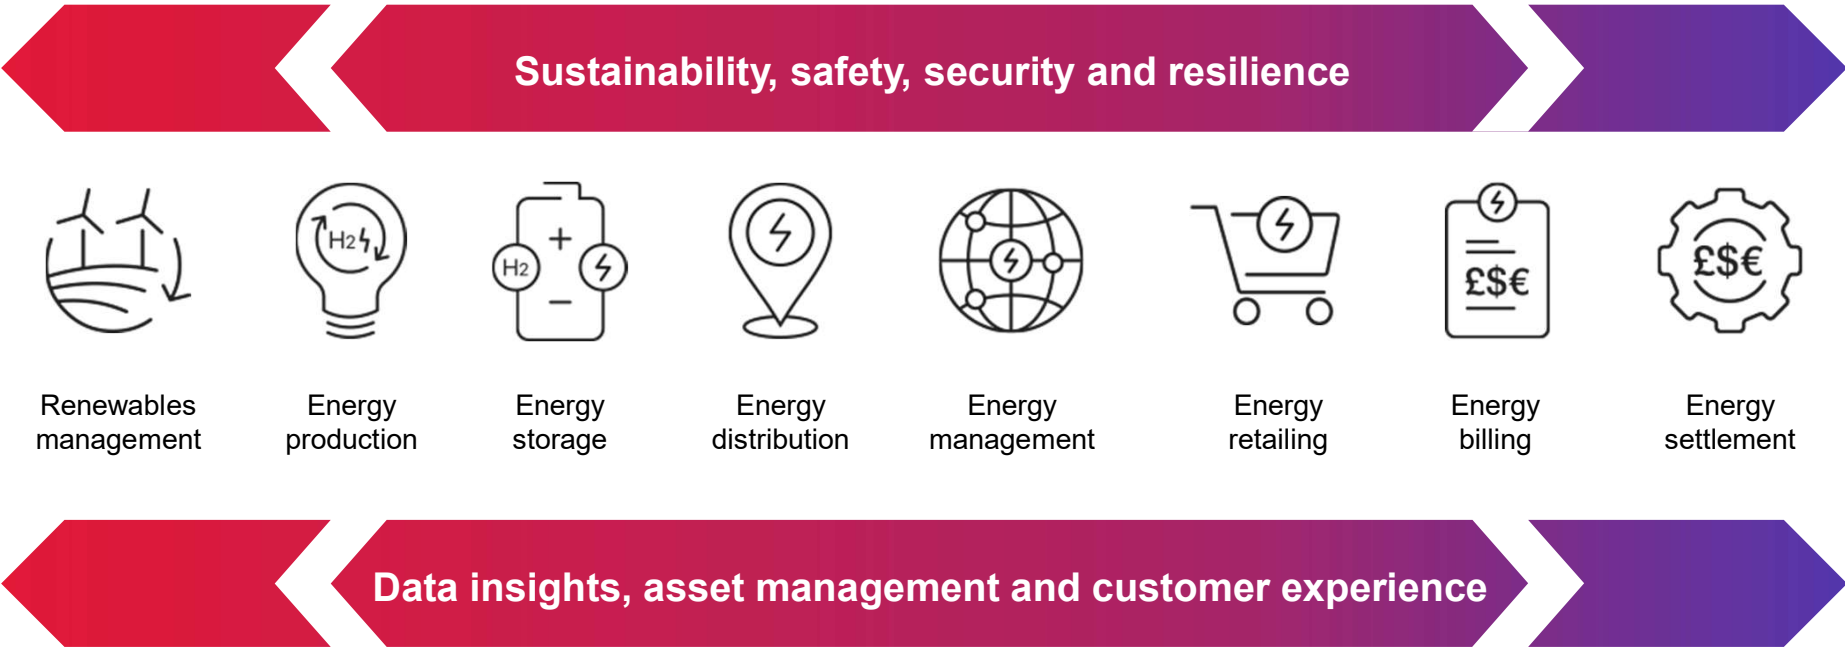 Sustainability, safety, security and resilience
H2
H2
+
−
£$€
£$€
Renewables
management
Energy
production
Energy
storage
Energy
distribution
Energy
management
Energy
retailing
Energy
billing
Energy
settlement
Data insights, asset management and customer experience